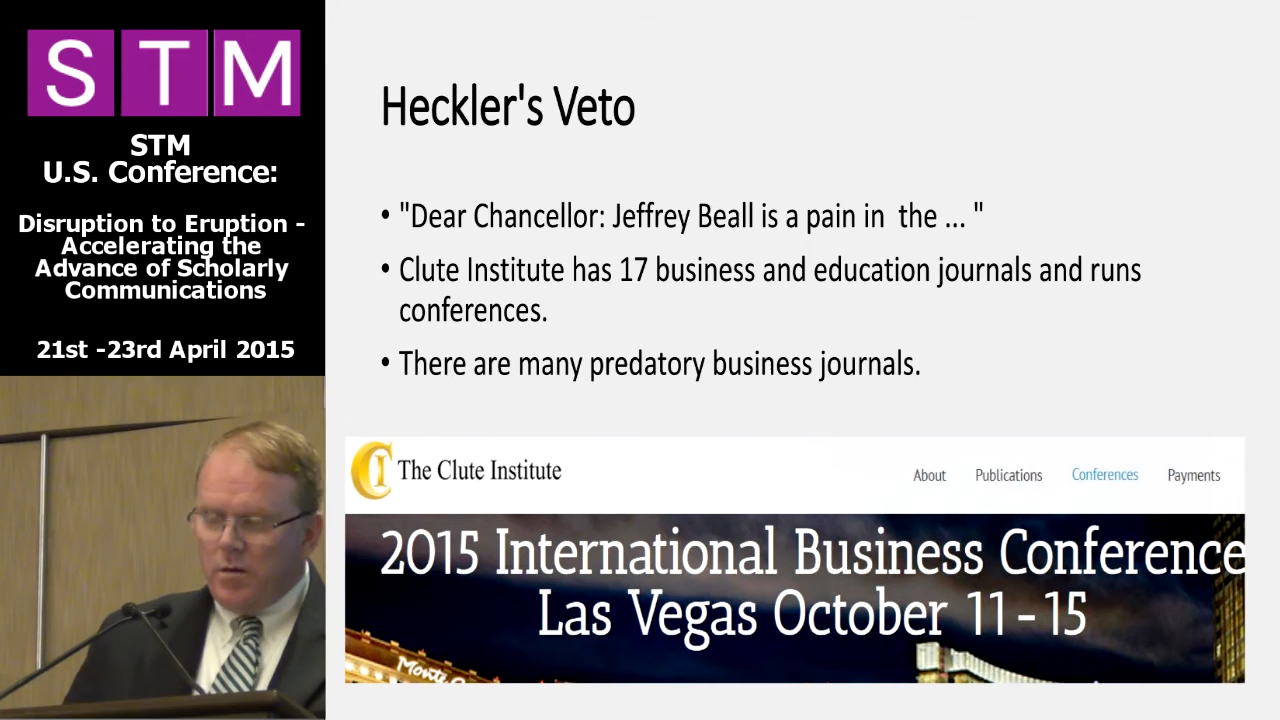 STM
STM
U.S. Conference:
Disruption to Eruption -
Accelerating the
Advance of Scholarly
Communications
21st -23rd April 2015
Heckler's Veto
• "Dear Chancellor: Jeffrey Beall is a pain in  the ... "
• Clute Institute has 17 business and education journals and runs
conferences.
• There are many predatory business journals.
CI The Clute Institute
About Publications Conferences Payments
2015 International Business Conference
Las Vegas October 11-15